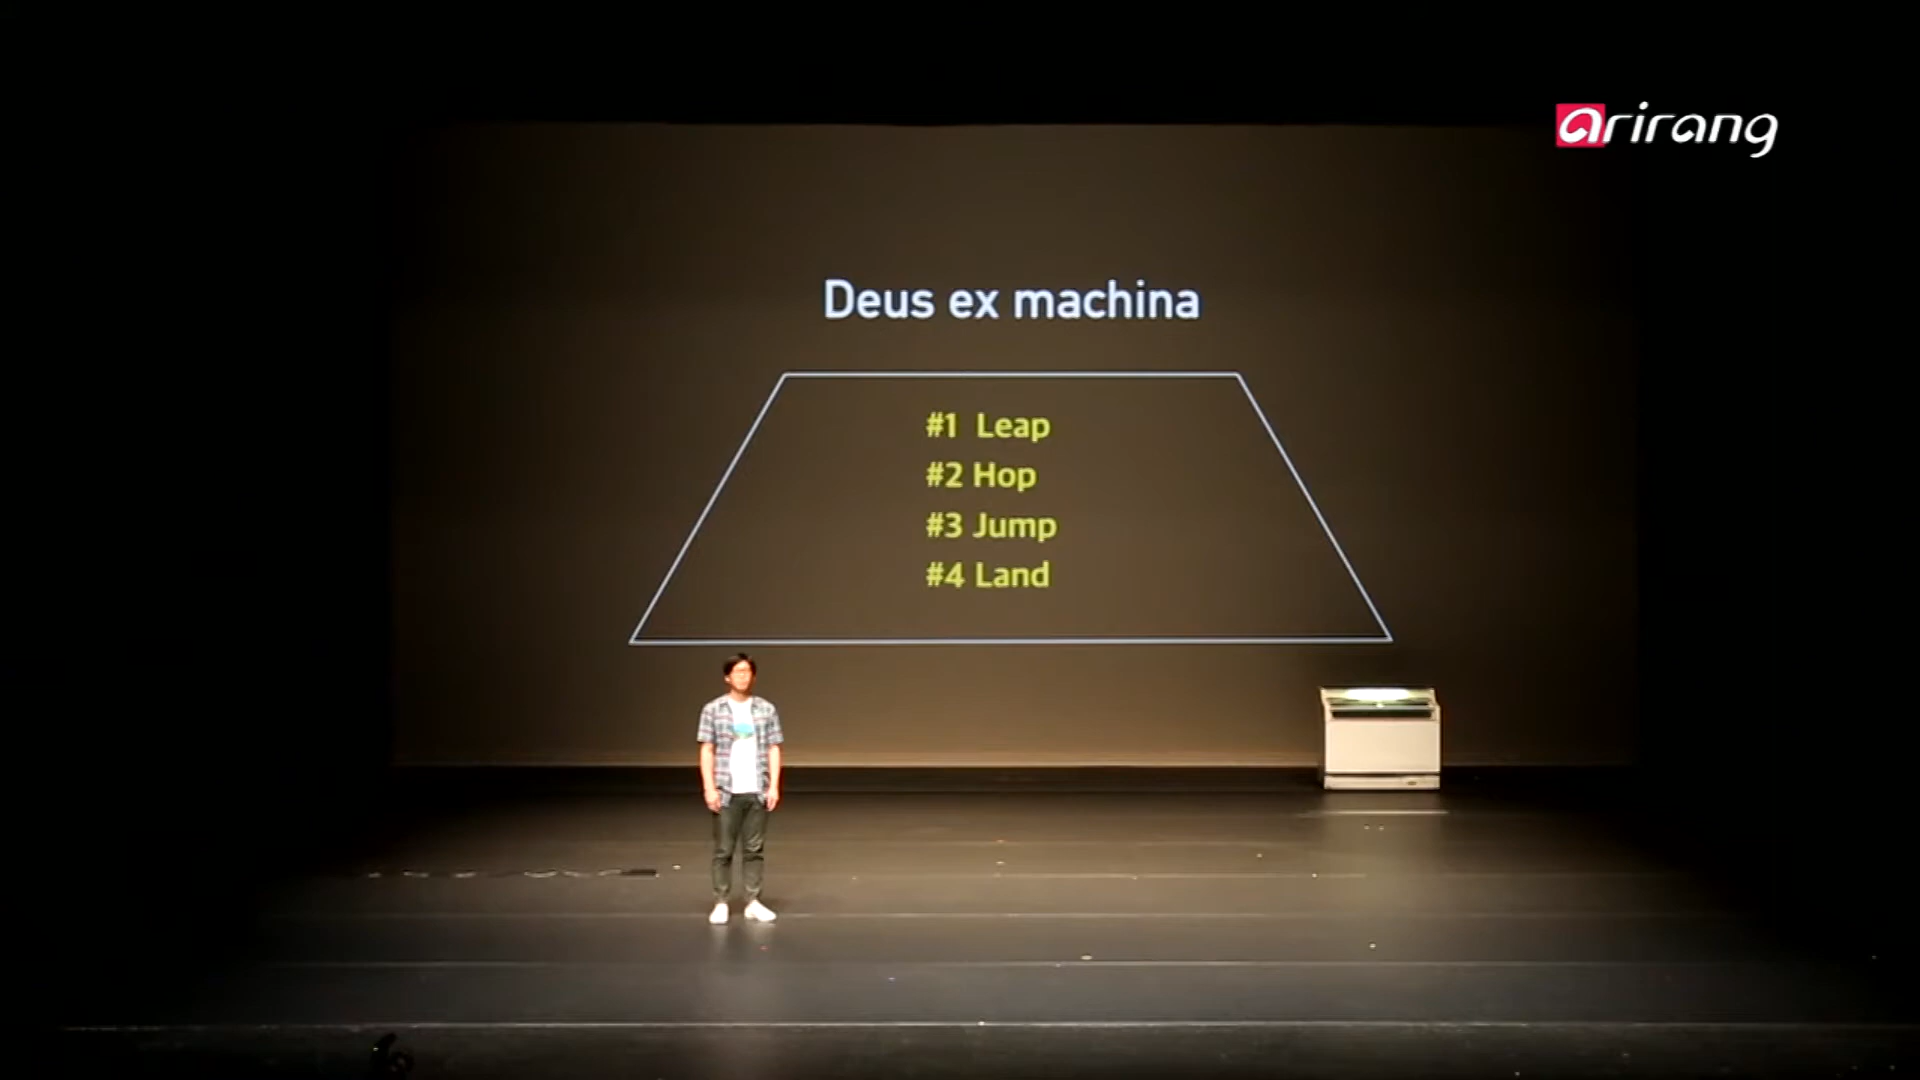 arirang
Deus ex machina
#1 Leap
#2 Hop
#3 Jump
#4 Land